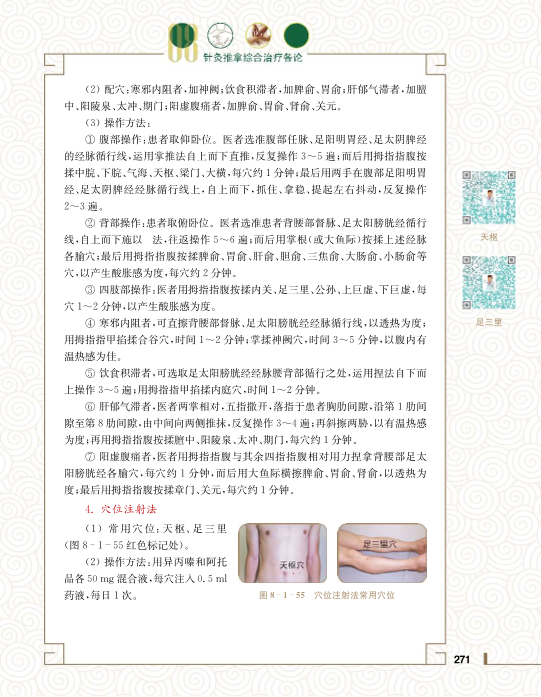 08
针灸推拿综合治疗备论
（2）配穴：寒邪内阻者，加神阙；饮食积滞者，加脾俞、胃俞；肝郁气滞者，加膻
中、阳陵泉、太冲、期门；阳虚腹痛者，加脾俞、胃俞、肾俞、关元。
（3）操作方法：
① 腹部操作：患者取仰卧位。医者选准腹部任脉、足阳明胃经、足太阴脾经
的经脉循行线，运用掌推法自上而下直推，反复操作 3～5 遍；而后用拇指指腹按
揉中脘、下脘、气海、天枢、梁门、大横，每穴约 1 分钟；最后用两手在腹部足阳明胃
经、足太阴脾经经脉循行线上，自上而下，抓住、拿稳、提起左右抖动，反复操作
2～3 遍。
② 背部操作：患者取俯卧位。医者选准患者背腰部督脉、足太阳膀胱经循行
线，自上而下施以　法，往返操作 5～6 遍；而后用掌根（或大鱼际）按揉上述经脉
各腧穴；最后用拇指指腹按揉脾俞、胃俞、肝俞、胆俞、三焦俞、大肠俞、小肠俞等
穴，以产生酸胀感为度，每穴约 2 分钟。
③ 四肢部操作：医者用拇指指腹按揉内关、足三里、公孙、上巨虚、下巨虚，每
穴 1～2 分钟，以产生酸胀感为度。
④ 寒邪内阻者，可直擦背腰部督脉、足太阳膀胱经经脉循行线，以透热为度；
用拇指指甲掐揉合谷穴，时间 1～2 分钟；掌揉神阙穴，时间 3～5 分钟，以腹内有
温热感为佳。
⑤ 饮食积滞者，可选取足太阳膀胱经经脉腰背部循行之处，运用捏法自下而
上操作 3～5 遍；用拇指指甲掐揉内庭穴，时间 1～2 分钟。
⑥ 肝郁气滞者，医者两掌相对，五指撒开，落指于患者胸肋间隙，沿第 1 肋间
隙至第 8 肋间隙，由中间向两侧推抹，反复操作 3～4 遍；再斜擦两胁，以有温热感
为度；再用拇指指腹按揉膻中、阳陵泉、太冲、期门，每穴约 1 分钟。
⑦ 阳虚腹痛者，医者用拇指指腹与其余四指指腹相对用力捏拿背腰部足太
阳膀胱经各腧穴，每穴约 1 分钟，而后用大鱼际横擦脾俞、胃俞、肾俞，以透热为
度；最后用拇指指腹按揉章门、关元，每穴约 1 分钟。
4. 穴位注射法
（1）常用穴位：天枢、足三里
（图 8－1－55 红色标记处）。
（2）操作方法：用异丙嗪和阿托
品各 50 mg 混合液，每穴注入 0.5 ml
药液，每日 1 次。
天枢穴
足三里穴
图 8－1－55　穴位注射法常用穴位
天枢
足三里
271